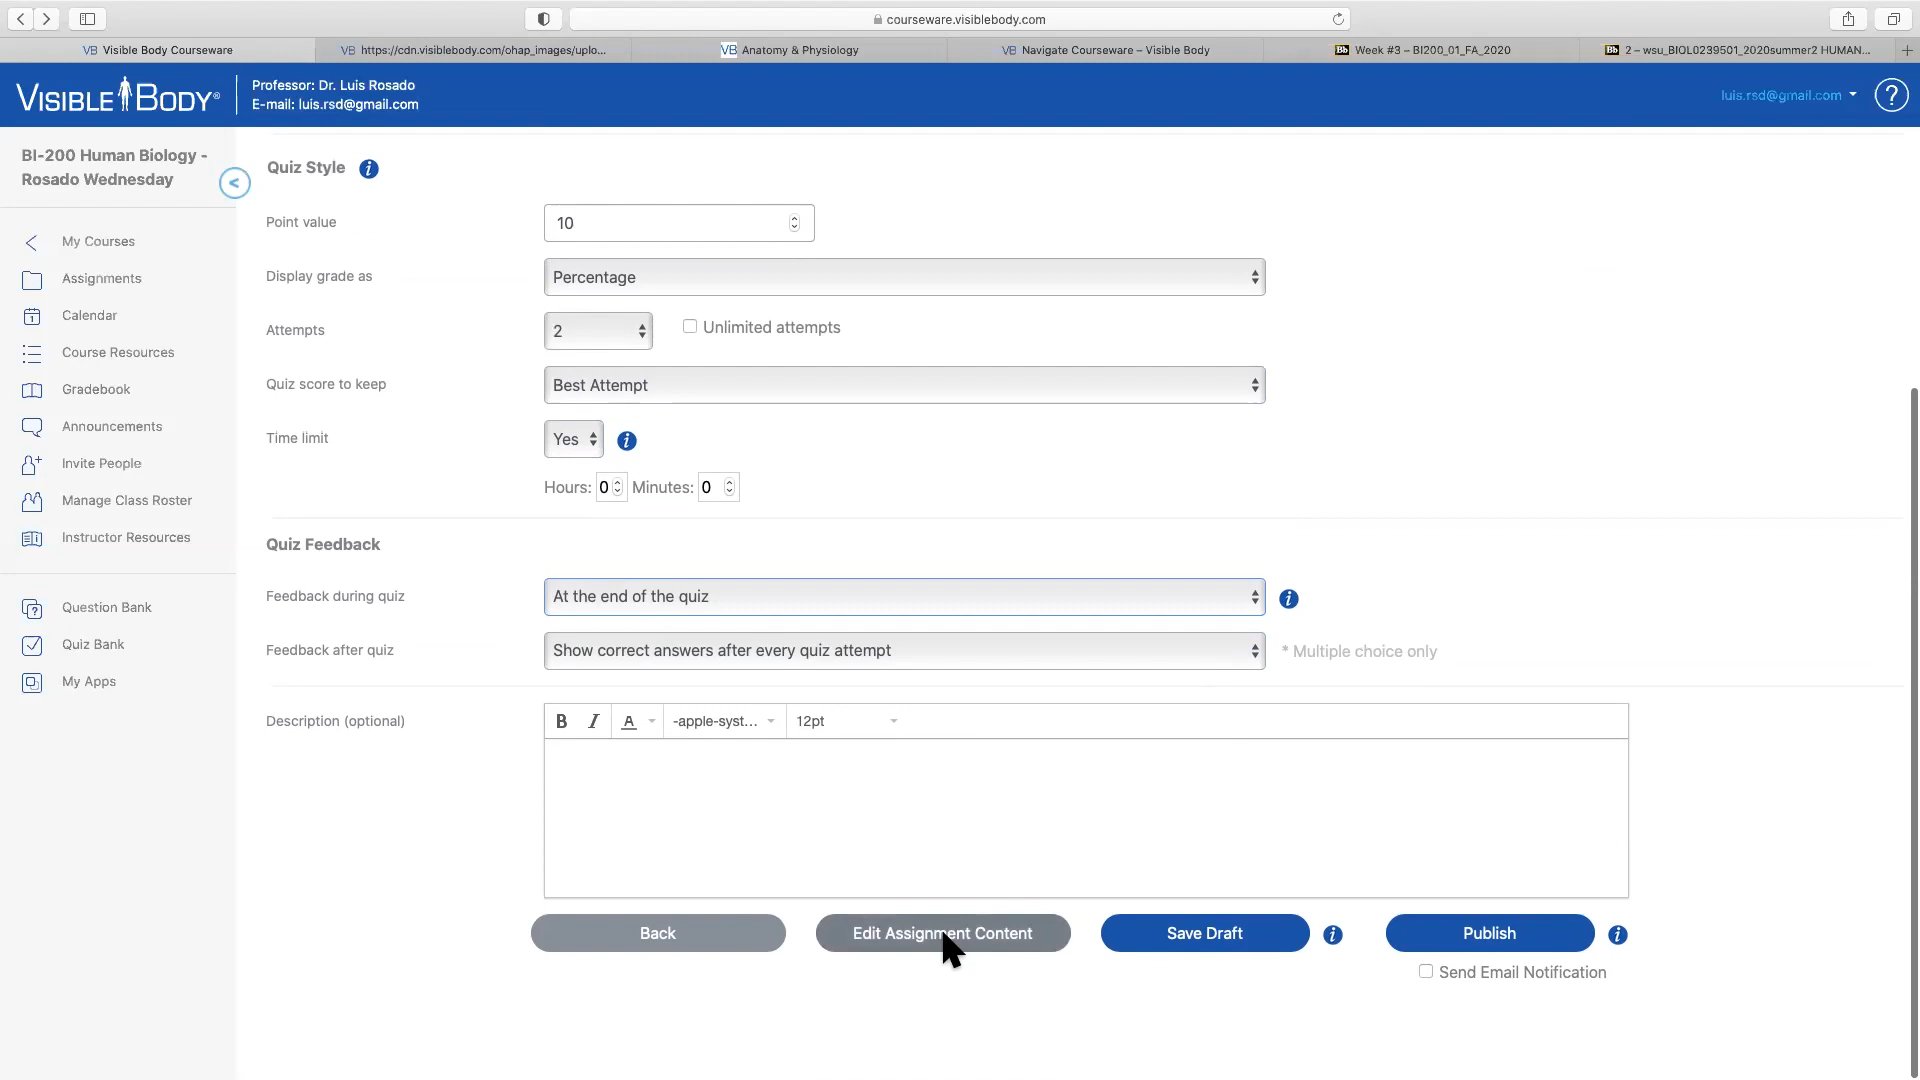 courseware.visiblebody.com
VB Visible Body Courseware
VB https://cdn.visiblebody.com/ohap_images/uplo...
VB Anatomy & Physiology
VB Navigate Courseware – Visible Body
Bb Week #3 – BI200_01_FA_2020
Bb 2 – wsu_BIOL0239501_2020summer2 HUMAN...
VISIBLE BODY®
Professor: Dr. Luis Rosado
E-mail: luis.rsd@gmail.com
luis.rsd@gmail.com
?
BI-200 Human Biology -
Rosado Wednesday
<
My Courses
Assignments
Calendar
Course Resources
Gradebook
Announcements
Invite People
Manage Class Roster
Instructor Resources
Question Bank
Quiz Bank
My Apps
Quiz Style i
Point value 10
Display grade as Percentage
Attempts 2 Unlimited attempts
Quiz score to keep Best Attempt
Time limit Yes i
Hours: 0 Minutes: 0
Quiz Feedback
Feedback during quiz At the end of the quiz i
Feedback after quiz Show correct answers after every quiz attempt * Multiple choice only
Description (optional) B I A -apple-syst... 12pt
Back Edit Assignment Content Save Draft i Publish i
Send Email Notification